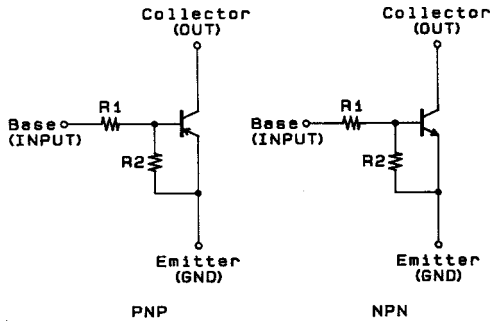 Collector
(OUT)
R1
Base
(INPUT)
R2
Emitter
(GND)
PNP
Collector
(OUT)
R1
Base
(INPUT)
R2
Emitter
(GND)
NPN